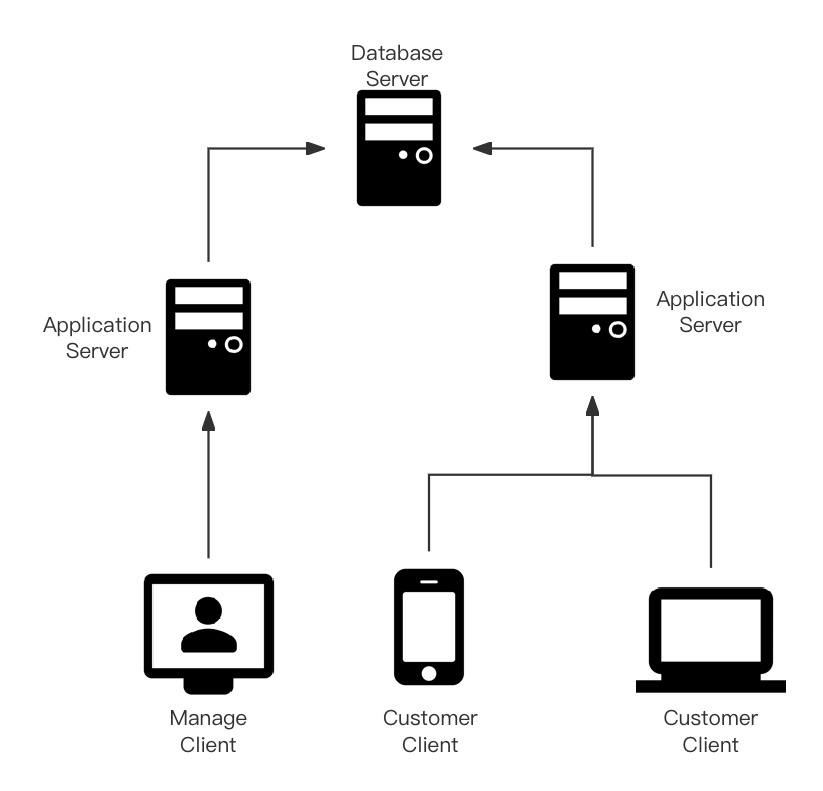 Database
Server
Application
Server
Application
Server
Manage
Client
Customer
Client
Customer
Client